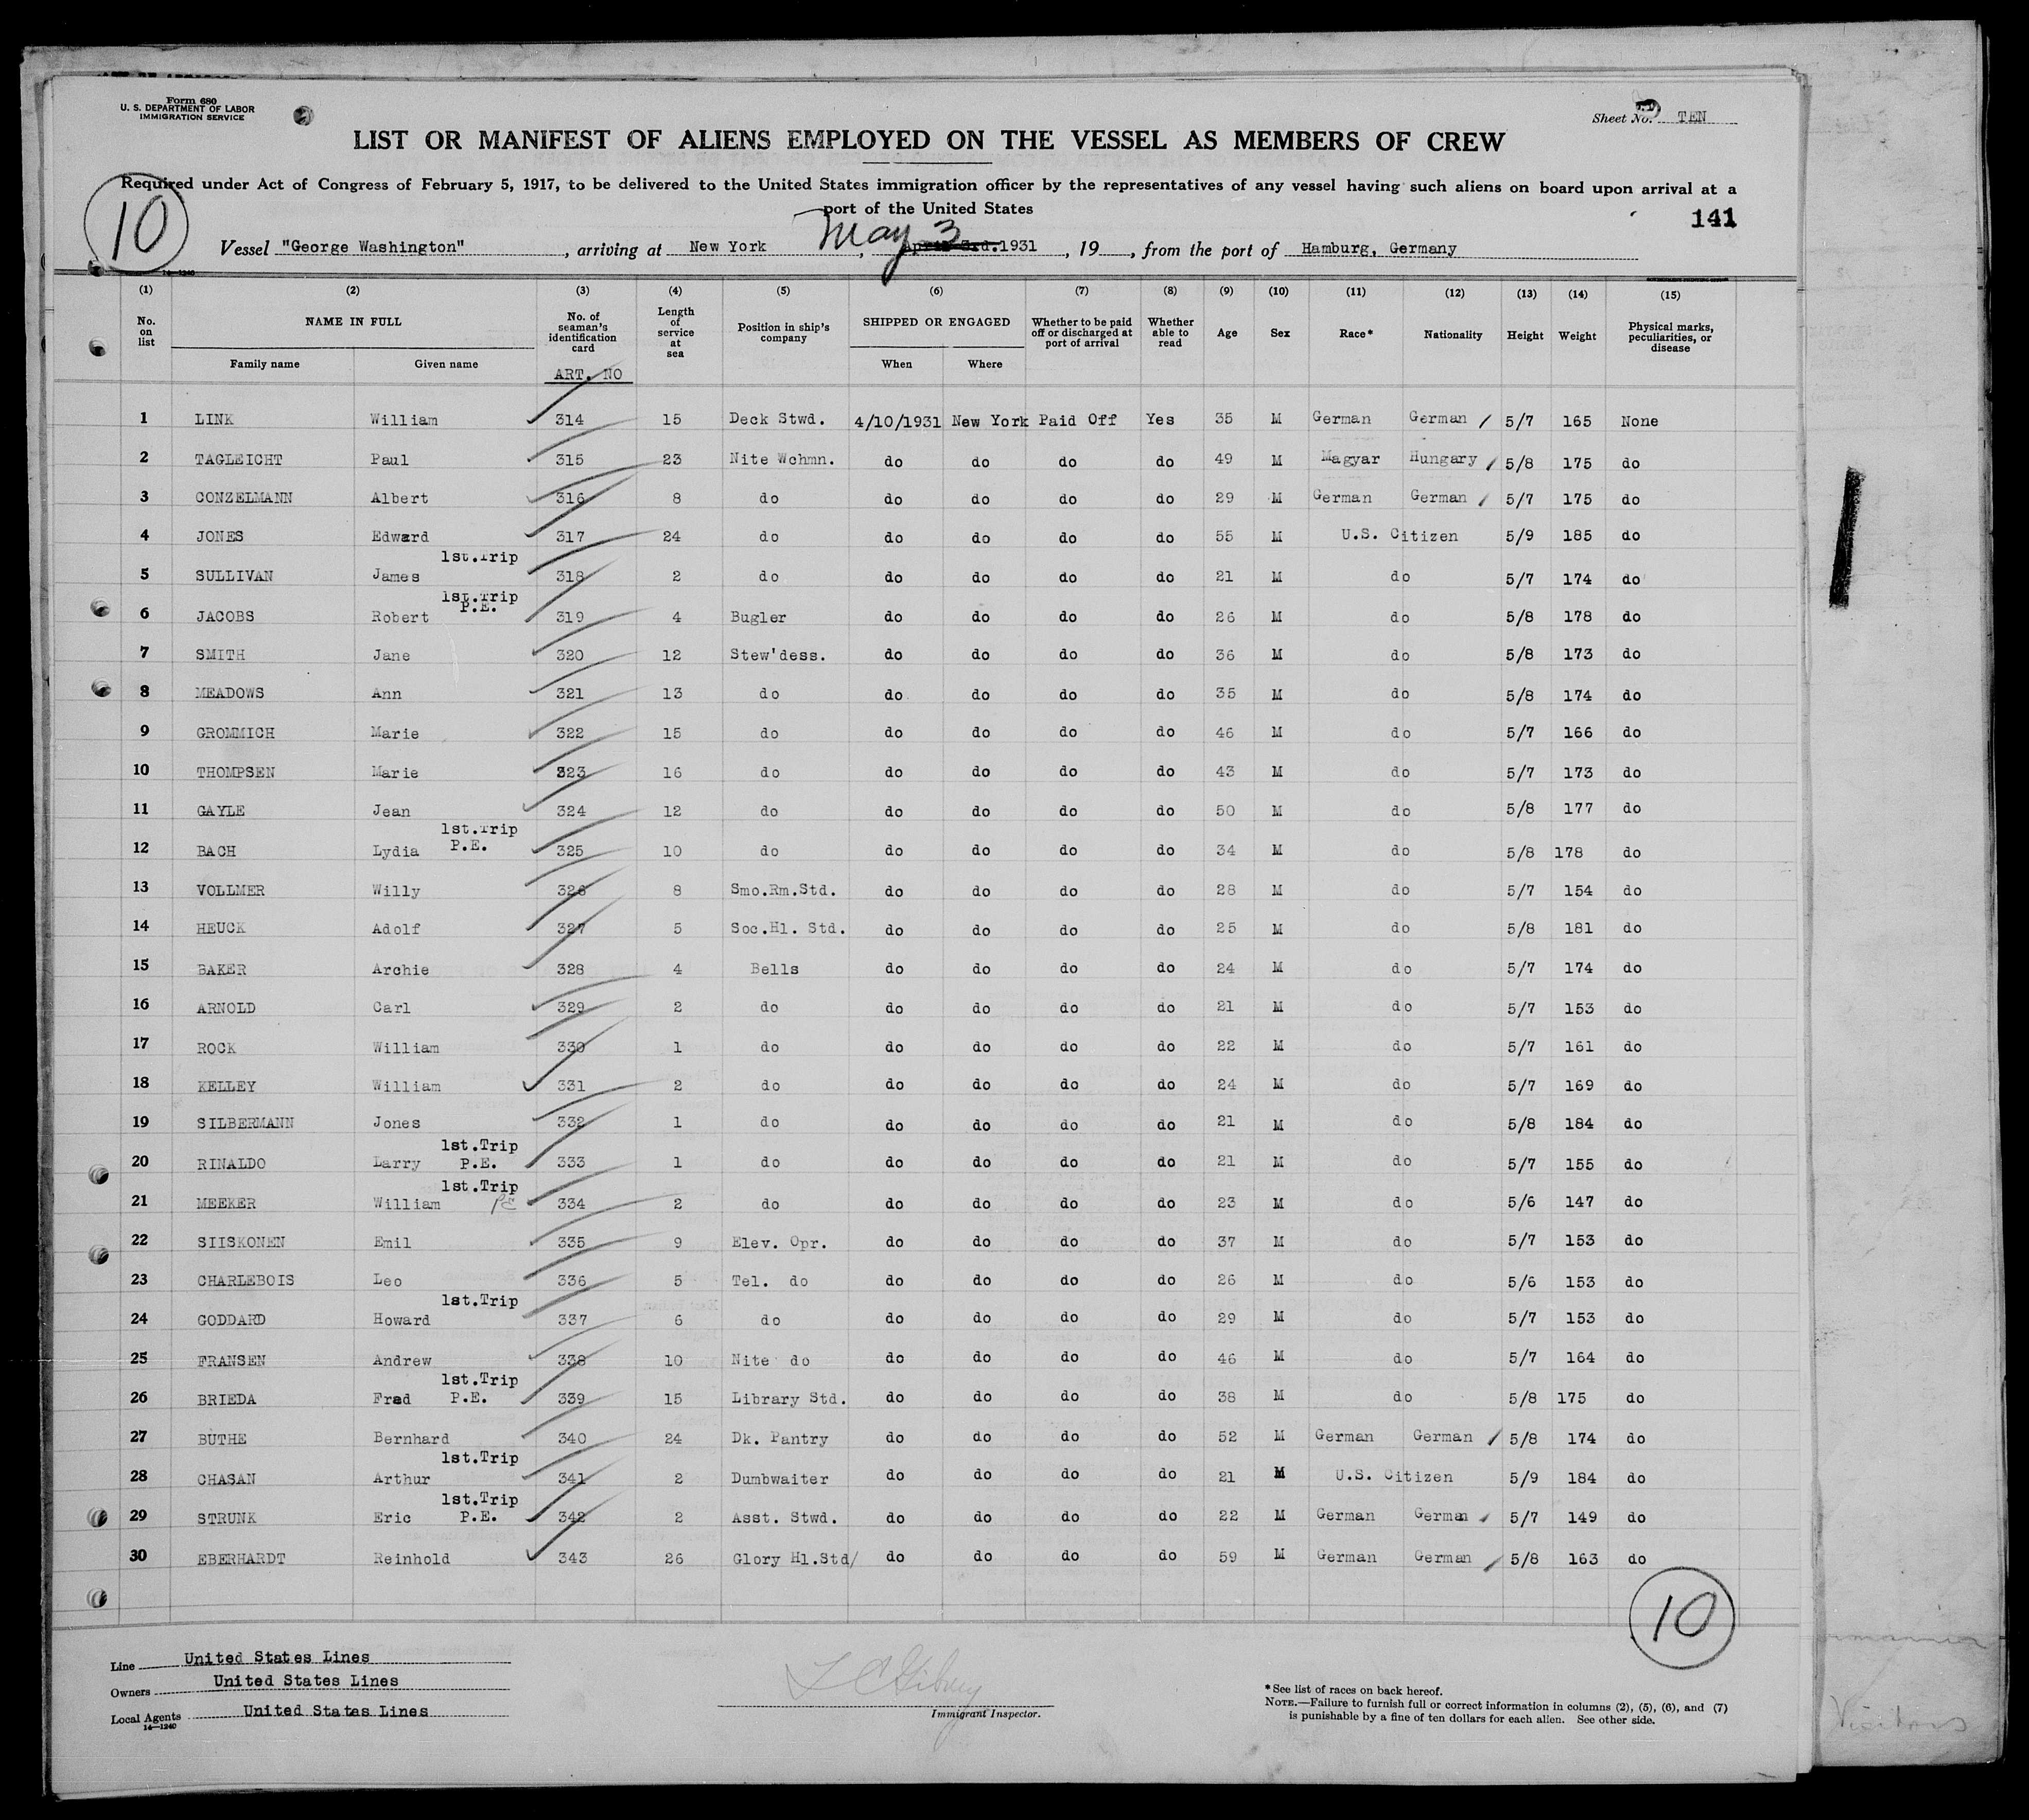 Form 680
U. S. DEPARTMENT OF LABOR
IMMIGRATION SERVICE
Sheet No. TEN
LIST OR MANIFEST OF ALIENS EMPLOYED ON THE VESSEL AS MEMBERS OF CREW
Required under Act of Congress of February 5, 1917, to be delivered to the United States immigration officer by the representatives of any vessel having such aliens on board upon arrival at a
port of the United States
10
141
May 3
Vessel "George Washington", arriving at New York, April 3rd.1931, 19, from the port of Hamburg, Germany
14-1240
(1) (2) (3) (4) (5) (6) (7) (8) (9) (10) (11) (12) (13) (14) (15)
No. on list NAME IN FULL Family name Given name No. of seaman's identification card Length of service at sea Position in ship's company SHIPPED OR ENGAGED When Where Whether to be paid off or discharged at port of arrival Whether able to read Age Sex Race* Nationality Height Weight Physical marks, peculiarities, or disease
ART. NO
1 LINK William 314 15 Deck Stwd. 4/10/1931 New York Paid Off Yes 35 M German German 5/7 165 None
2 TAGLEICHT Paul 315 23 Nite Wchmn. do do do do 49 M Magyar Hungary 5/8 175 do
3 CONZELMANN Albert 316 8 do do do do do 29 M German German 5/7 175 do
4 JONES Edward 317 24 do do do do do 55 M U.S. Citizen 5/9 185 do
1st.Trip
5 SULLIVAN James 318 2 do do do do do 21 M do 5/7 174 do
1st.Trip
P.E.
6 JACOBS Robert 319 4 Bugler do do do do 26 M do 5/8 178 do
7 SMITH Jane 320 12 Stew'dess. do do do do 36 M do 5/8 173 do
8 MEADOWS Ann 321 13 do do do do do 35 M do 5/8 174 do
9 GROMMICH Marie 322 15 do do do do do 46 M do 5/7 166 do
10 THOMPSEN Marie 323 16 do do do do do 43 M do 5/7 173 do
11 GAYLE Jean 324 12 do do do do do 50 M do 5/8 177 do
1st.Trip
12 BACH Lydia P.E. 325 10 do do do do do 34 M do 5/8 178 do
13 VOLLMER Willy 326 8 Smo.Rm.Std. do do do do 28 M do 5/7 154 do
14 HEUCK Adolf 327 5 Soc.Hl. Std. do do do do 25 M do 5/8 181 do
15 BAKER Archie 328 4 Bells do do do do 24 M do 5/7 174 do
16 ARNOLD Carl 329 2 do do do do do 21 M do 5/7 153 do
17 ROCK William 330 1 do do do do do 22 M do 5/7 161 do
18 KELLEY William 331 2 do do do do do 24 M do 5/7 169 do
19 SILBERMANN Jones 332 1 do do do do do 21 M do 5/8 184 do
1st.Trip
20 RINALDO Larry P.E. 333 1 do do do do do 21 M do 5/7 155 do
1st.Trip
21 MEEKER William PE 334 2 do do do do do 23 M do 5/6 147 do
22 SIISKONEN Emil 335 9 Elev. Opr. do do do do 37 M do 5/7 153 do
23 CHARLEBOIS Leo 336 5 Tel. do do do do do 26 M do 5/6 153 do
1st.Trip
24 GODDARD Howard 337 6 do do do do do 29 M do 5/7 153 do
25 FRANSEN Andrew 338 10 Nite do do do do do 46 M do 5/7 164 do
1st.Trip
26 BRIEDA Fred P.E. 339 15 Library Std. do do do do 38 M do 5/8 175 do
27 BUTHE Bernhard 340 24 Dk. Pantry do do do do 52 M German German 5/8 174 do
1st.Trip
28 CHASAN Arthur 341 2 Dumbwaiter do do do do 21 M U.S. Citizen 5/9 184 do
1st.Trip
29 STRUNK Eric P.E. 342 2 Asst. Stwd. do do do do 22 M German German 5/7 149 do
30 EBERHARDT Reinhold 343 26 Glory Hl.Std/ do do do do 59 M German German 5/8 163 do
10
Line United States Lines
Owners United States Lines
Local Agents United States Lines
14-1240
Immigrant Inspector.
* See list of races on back hereof.
NOTE.—Failure to furnish full or correct information in columns (2), (5), (6), and (7)
is punishable by a fine of ten dollars for each alien. See other side.